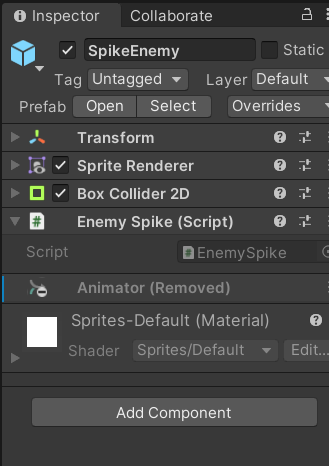 Inspector Collaborate
SpikeEnemy Static
Tag Untagged Layer Default
Prefab Open Select Overrides
Transform
Sprite Renderer
Box Collider 2D
Enemy Spike (Script)
Script EnemySpike
Animator (Removed)
Sprites-Default (Material)
Shader Sprites/Default Edit...
Add Component